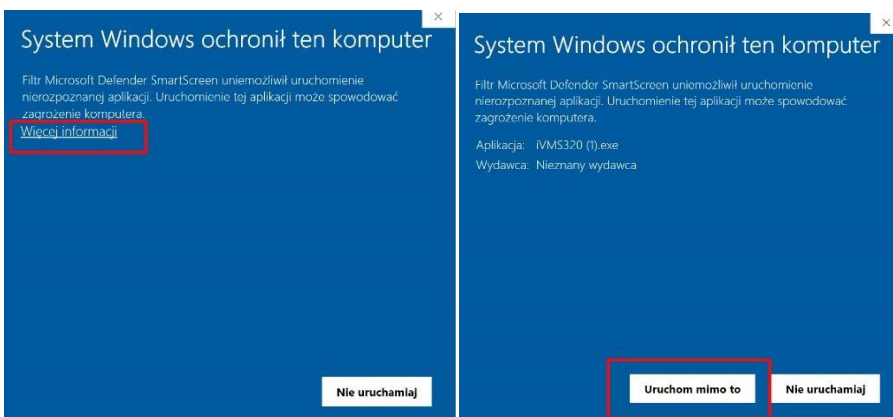 System Windows ochronił ten komputer
Filtr Microsoft Defender SmartScreen uniemożliwił uruchomienie
nierozpoznanej aplikacji. Uruchomienie tej aplikacji może spowodować
zagrożenie komputera.
Więcej informacji
Nie uruchamiaj
System Windows ochronił ten komputer
Filtr Microsoft Defender SmartScreen uniemożliwił uruchomienie
nierozpoznanej aplikacji. Uruchomienie tej aplikacji może spowodować
zagrożenie komputera.
Aplikacja: iVMS320 (1).exe
Wydawca: Nieznany wydawca
Uruchom mimo to
Nie uruchamiaj